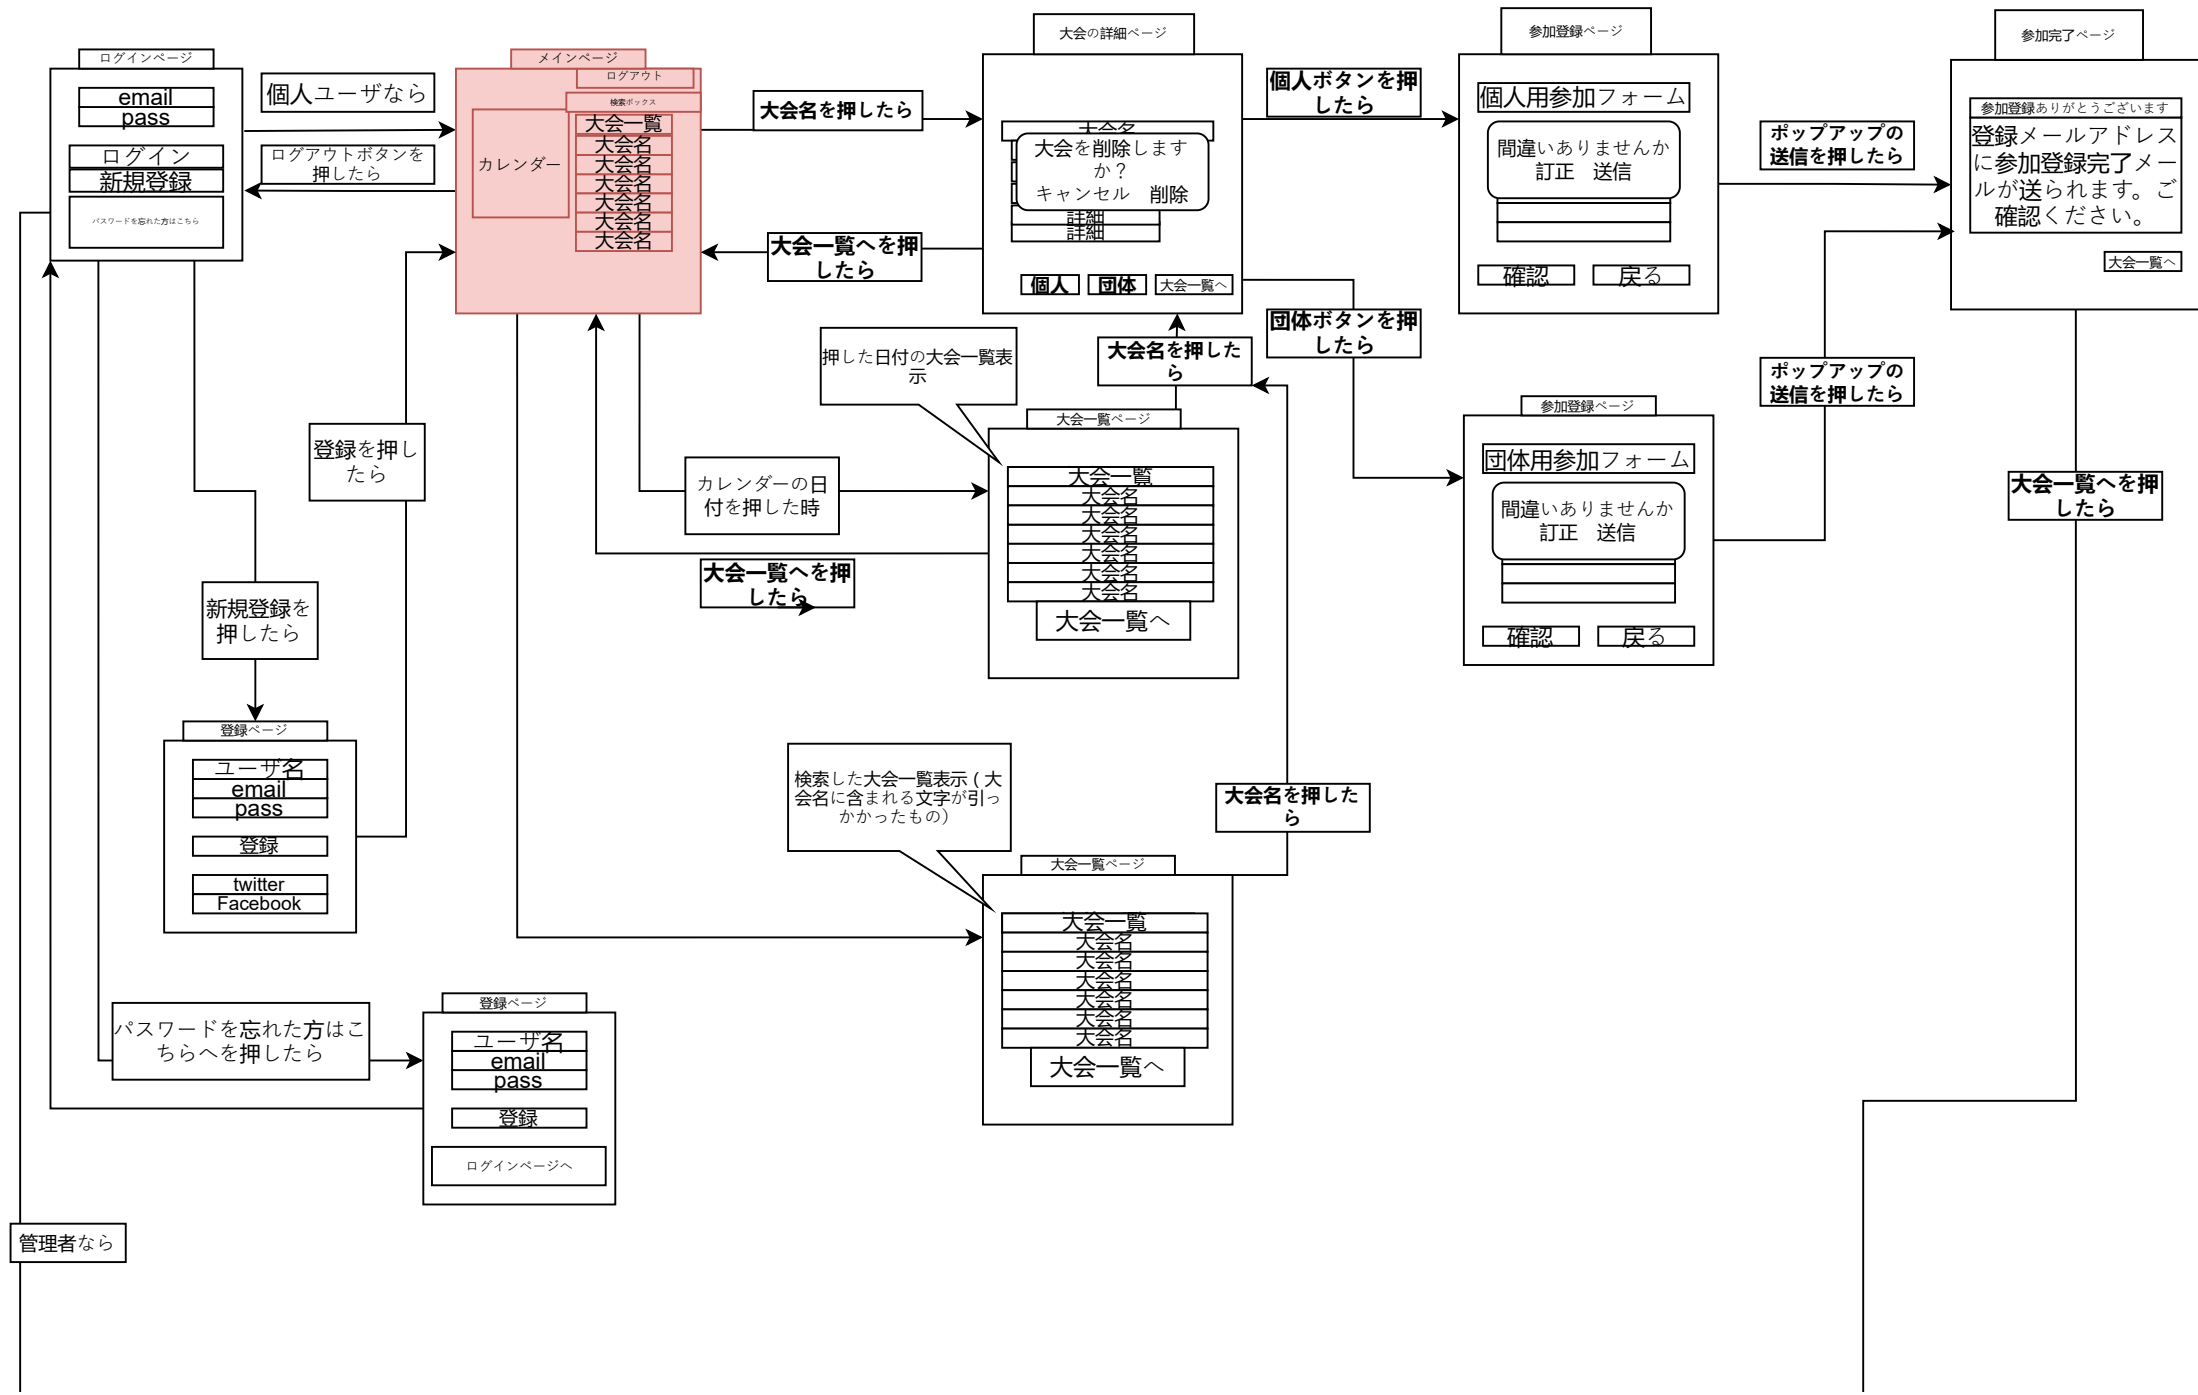 ログインページ
email
pass
ログイン
新規登録
パスワードを忘れた方はこちら
個人ユーザなら
ログアウトボタンを
押したら
メインページ
ログアウト
検索ボックス
カレンダー
大会一覧
大会名
大会名
大会名
大会名
大会名
大会名
大会名を押したら
大会一覧へを押
したら
大会の詳細ページ
大会名
大会を削除します
か？
キャンセル　削除
詳細
詳細
個人
団体
大会一覧へ
個人ボタンを押
したら
団体ボタンを押
したら
参加登録ページ
個人用参加フォーム
間違いありませんか
訂正　送信
確認
戻る
ポップアップの
送信を押したら
参加完了ページ
参加登録ありがとうございます
登録メールアドレス
に参加登録完了メー
ルが送られます。ご
確認ください。
大会一覧へ
押した日付の大会一覧表
示
大会名を押した
ら
大会一覧ページ
大会一覧
大会名
大会名
大会名
大会名
大会名
大会名
大会一覧へ
カレンダーの日
付を押した時
大会一覧へを押
したら
参加登録ページ
団体用参加フォーム
間違いありませんか
訂正　送信
確認
戻る
ポップアップの
送信を押したら
大会一覧へを押
したら
登録を押し
たら
新規登録を
押したら
登録ページ
ユーザ名
email
pass
登録
twitter
Facebook
検索した大会一覧表示（大
会名に含まれる文字が引っ
かかったもの）
大会名を押した
ら
大会一覧ページ
大会一覧
大会名
大会名
大会名
大会名
大会名
大会名
大会一覧へ
パスワードを忘れた方はこ
ちらへを押したら
登録ページ
ユーザ名
email
pass
登録
ログインページへ
管理者なら